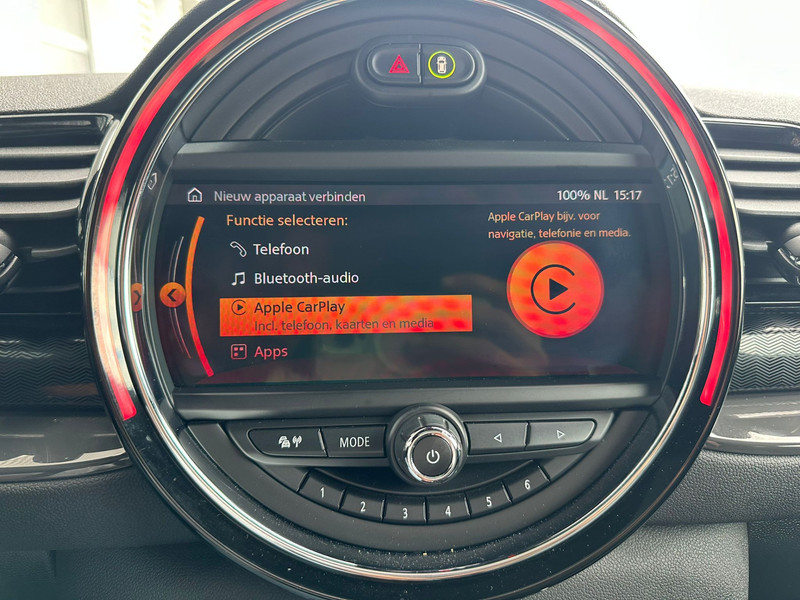 Nieuw apparaat verbinden
100% NL 15:17
Functie selecteren:
Telefoon
Bluetooth-audio
Apple CarPlay
Incl. telefoon, kaarten en media
Apps
Apple CarPlay bijv. voor
navigatie, telefonie en media.
MODE
1 2 3 4 5 6